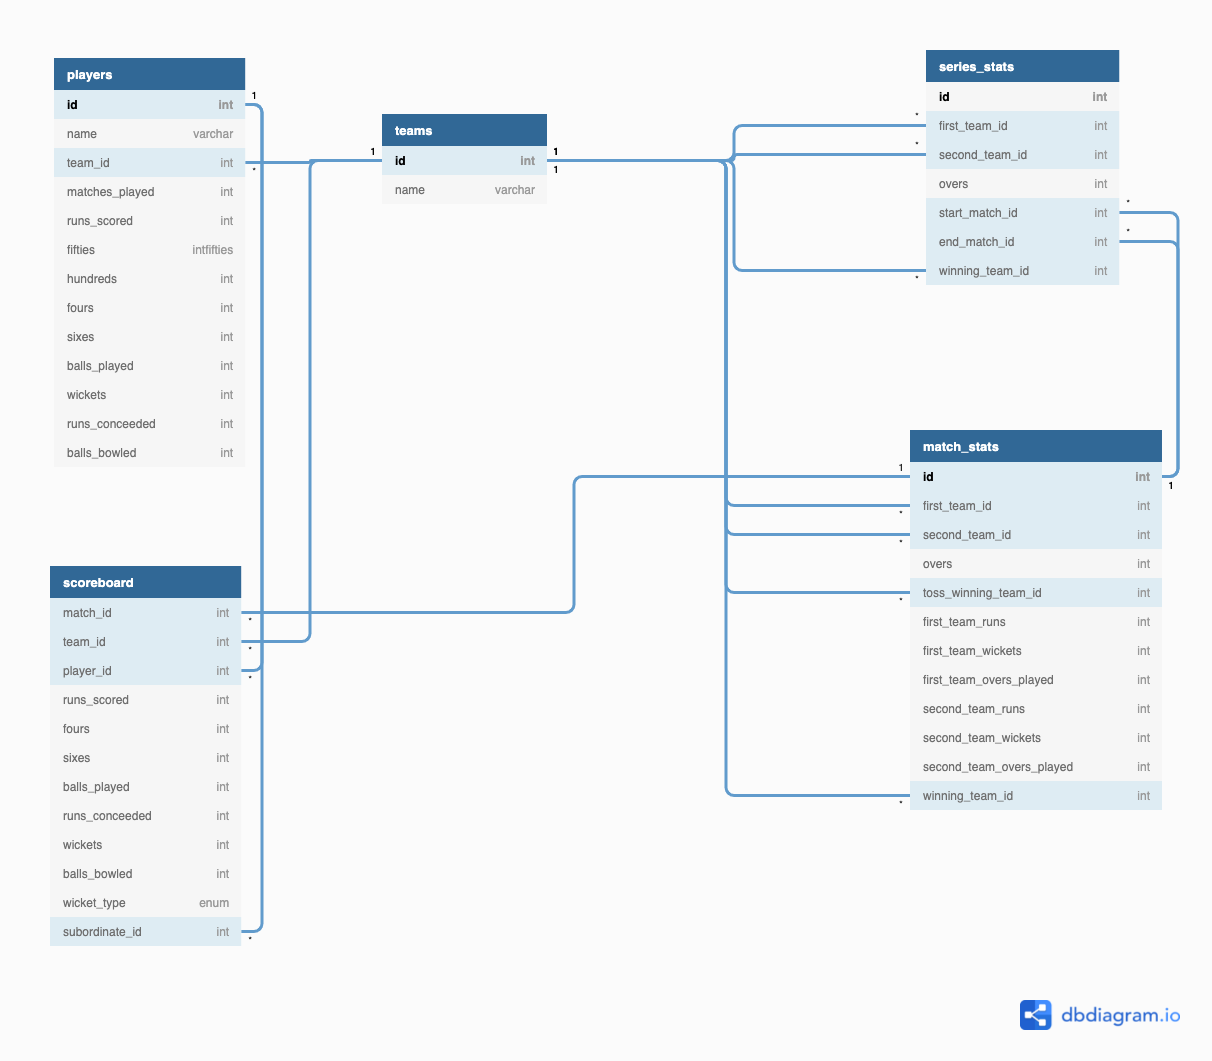 players
id int
name varchar
team_id int
matches_played int
runs_scored int
fifties intfifties
hundreds int
fours int
sixes int
balls_played int
wickets int
runs_conceeded int
balls_bowled int
1
*
teams
id int
name varchar
1
1
1
series_stats
id int
first_team_id int
second_team_id int
overs int
start_match_id int
end_match_id int
winning_team_id int
*
*
*
*
*
match_stats
id int
first_team_id int
second_team_id int
overs int
toss_winning_team_id int
first_team_runs int
first_team_wickets int
first_team_overs_played int
second_team_runs int
second_team_wickets int
second_team_overs_played int
winning_team_id int
1
1
*
*
*
*
scoreboard
match_id int
team_id int
player_id int
runs_scored int
fours int
sixes int
balls_played int
runs_conceeded int
wickets int
balls_bowled int
wicket_type enum
subordinate_id int
*
*
*
*
dbdiagram.io